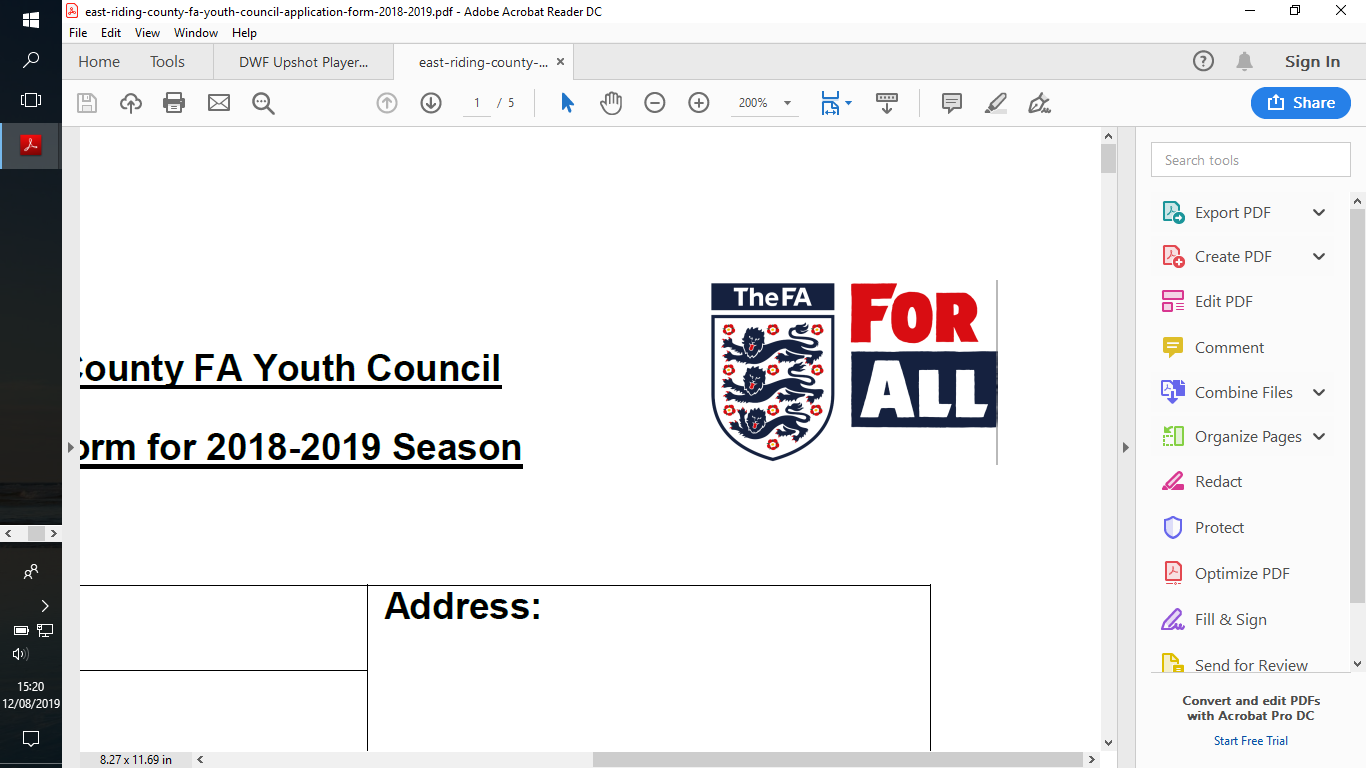 east-riding-county-fa-youth-council-application-form-2018-2019.pdf - Adobe Acrobat Reader DC
File Edit View Window Help
Home Tools DWF Upshot Player... east-riding-county-... × Sign In
1 / 5 200% Share
Search tools
Export PDF
Create PDF
Edit PDF
Comment
Combine Files
Organize Pages
Redact
Protect
Optimize PDF
Fill & Sign
Send for Review
Convert and edit PDFs
with Acrobat Pro DC
Start Free Trial
TheFA
FOR
ALL
County FA Youth Council
orm for 2018-2019 Season
Address:
8.27 x 11.69 in
15:20
12/08/2019